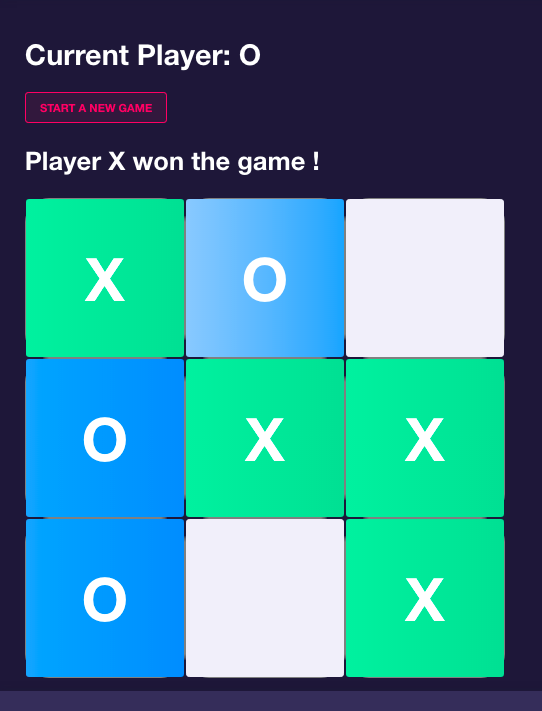 Current Player: O
START A NEW GAME
Player X won the game !
X O
O X X
O X